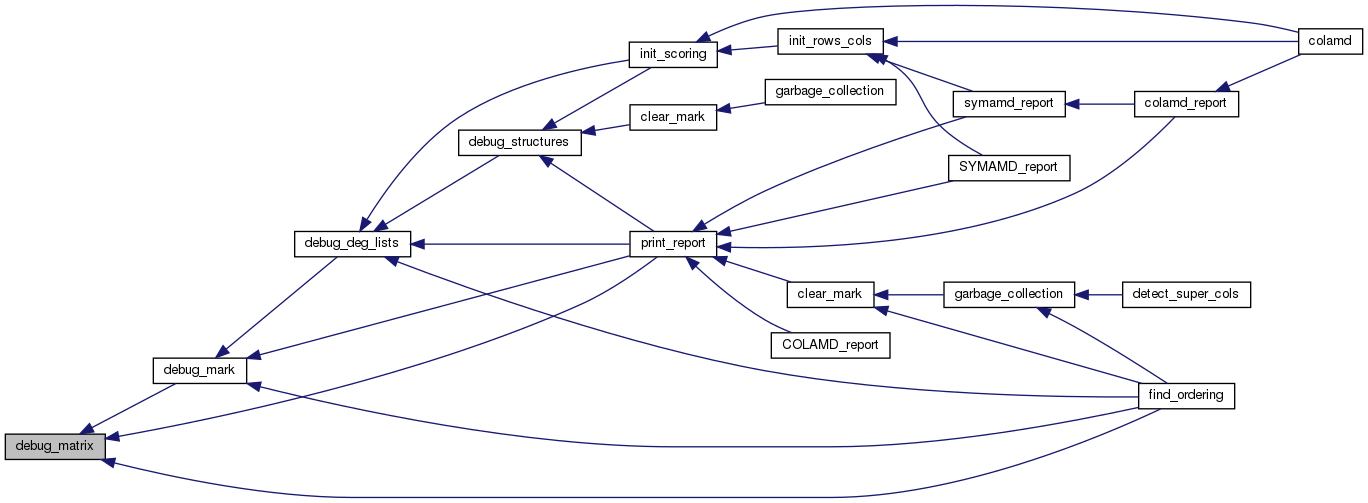 colamd
init_rows_cols
init_scoring
garbage_collection
symamd_report
colamd_report
clear_mark
debug_structures
SYMAMD_report
debug_deg_lists
print_report
clear_mark
garbage_collection
detect_super_cols
COLAMD_report
debug_mark
find_ordering
debug_matrix